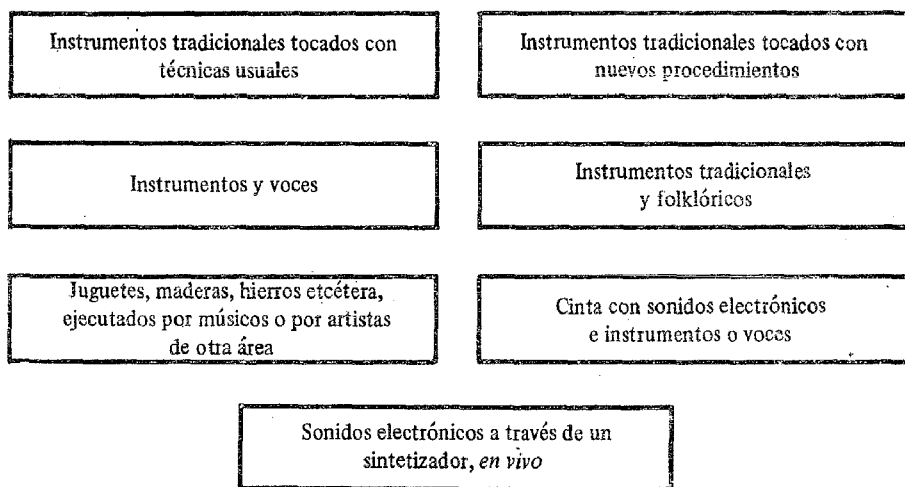 Instrumentos tradicionales tocados con
técnicas usuales
Instrumentos tradicionales tocados con
nuevos procedimientos
Instrumentos y voces
Instrumentos tradicionales
y folklóricos
Juguetes, maderas, hierros etcétera,
ejecutados por músicos o por artistas
de otra área
Cinta con sonidos electrónicos
e instrumentos o voces
Sonidos electrónicos a través de un
sintetizador, en vivo